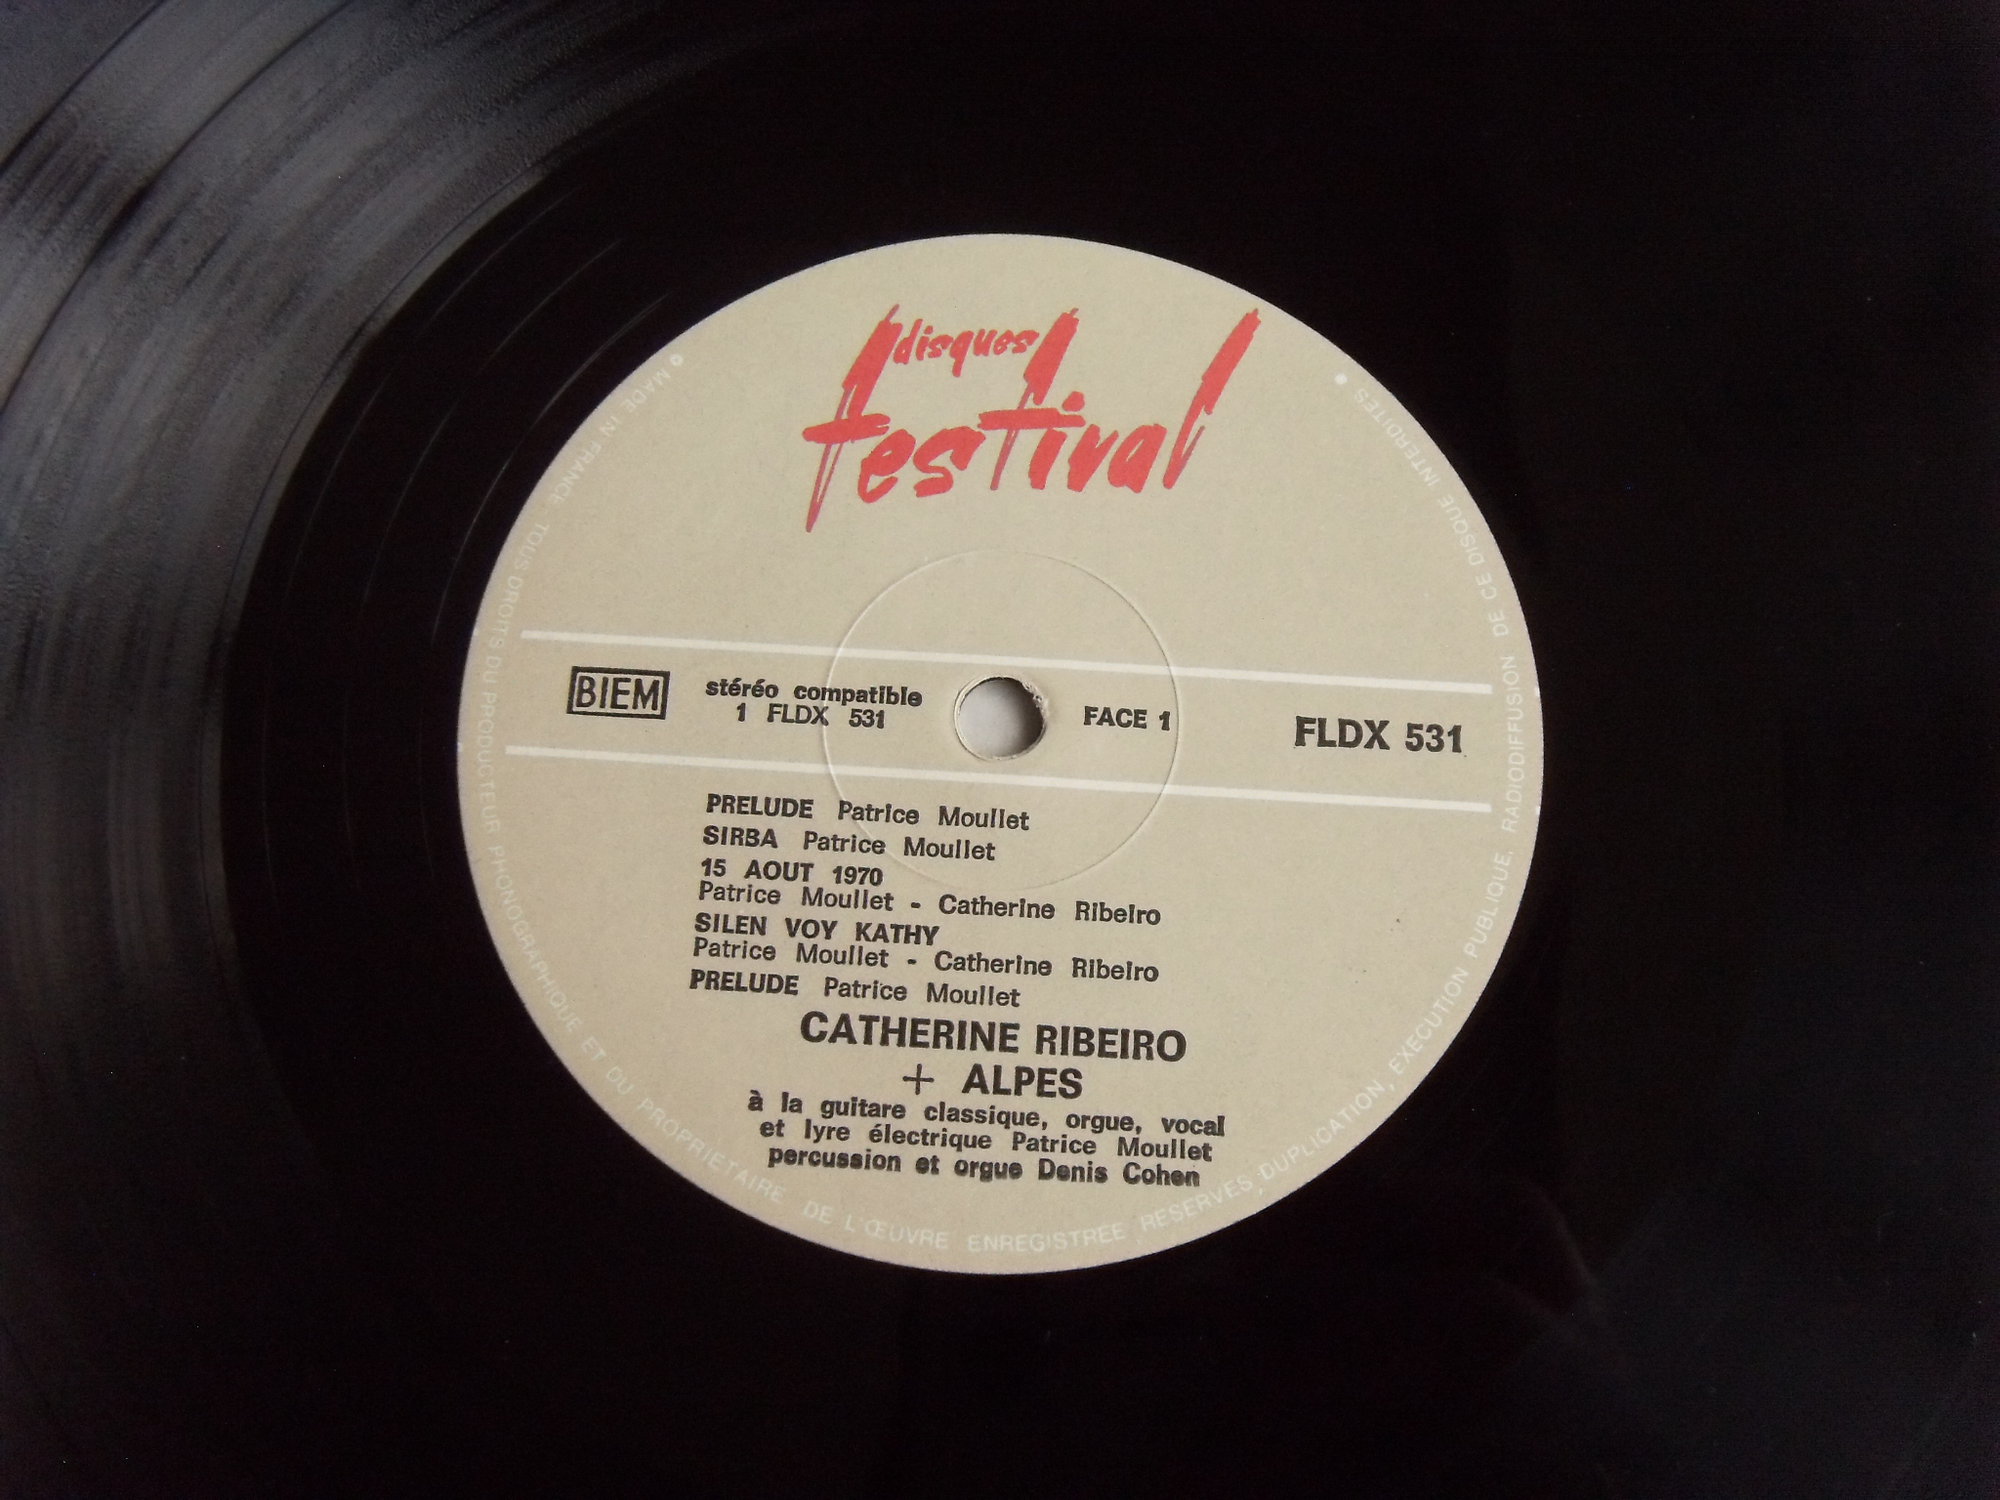 disques
festival
BIEM
stéréo compatible
1 FLDX 531
FACE 1
FLDX 531
PRELUDE Patrice Moullet
SIRBA Patrice Moullet
15 AOUT 1970
Patrice Moullet - Catherine Ribeiro
SILEN VOY KATHY
Patrice Moullet - Catherine Ribeiro
PRELUDE Patrice Moullet
CATHERINE RIBEIRO
+ ALPES
à la guitare classique, orgue, vocal
et lyre électrique Patrice Moullet
percussion et orgue Denis Cohen
MADE IN FRANCE. TOUS DROITS DU PRODUCTEUR PHONOGRAPHIQUE ET DU PROPRIETAIRE DE L'ŒUVRE ENREGISTRÉE RESERVES. DUPLICATION, EXECUTION PUBLIQUE, RADIODIFFUSION DE CE DISQUE INTERDITES